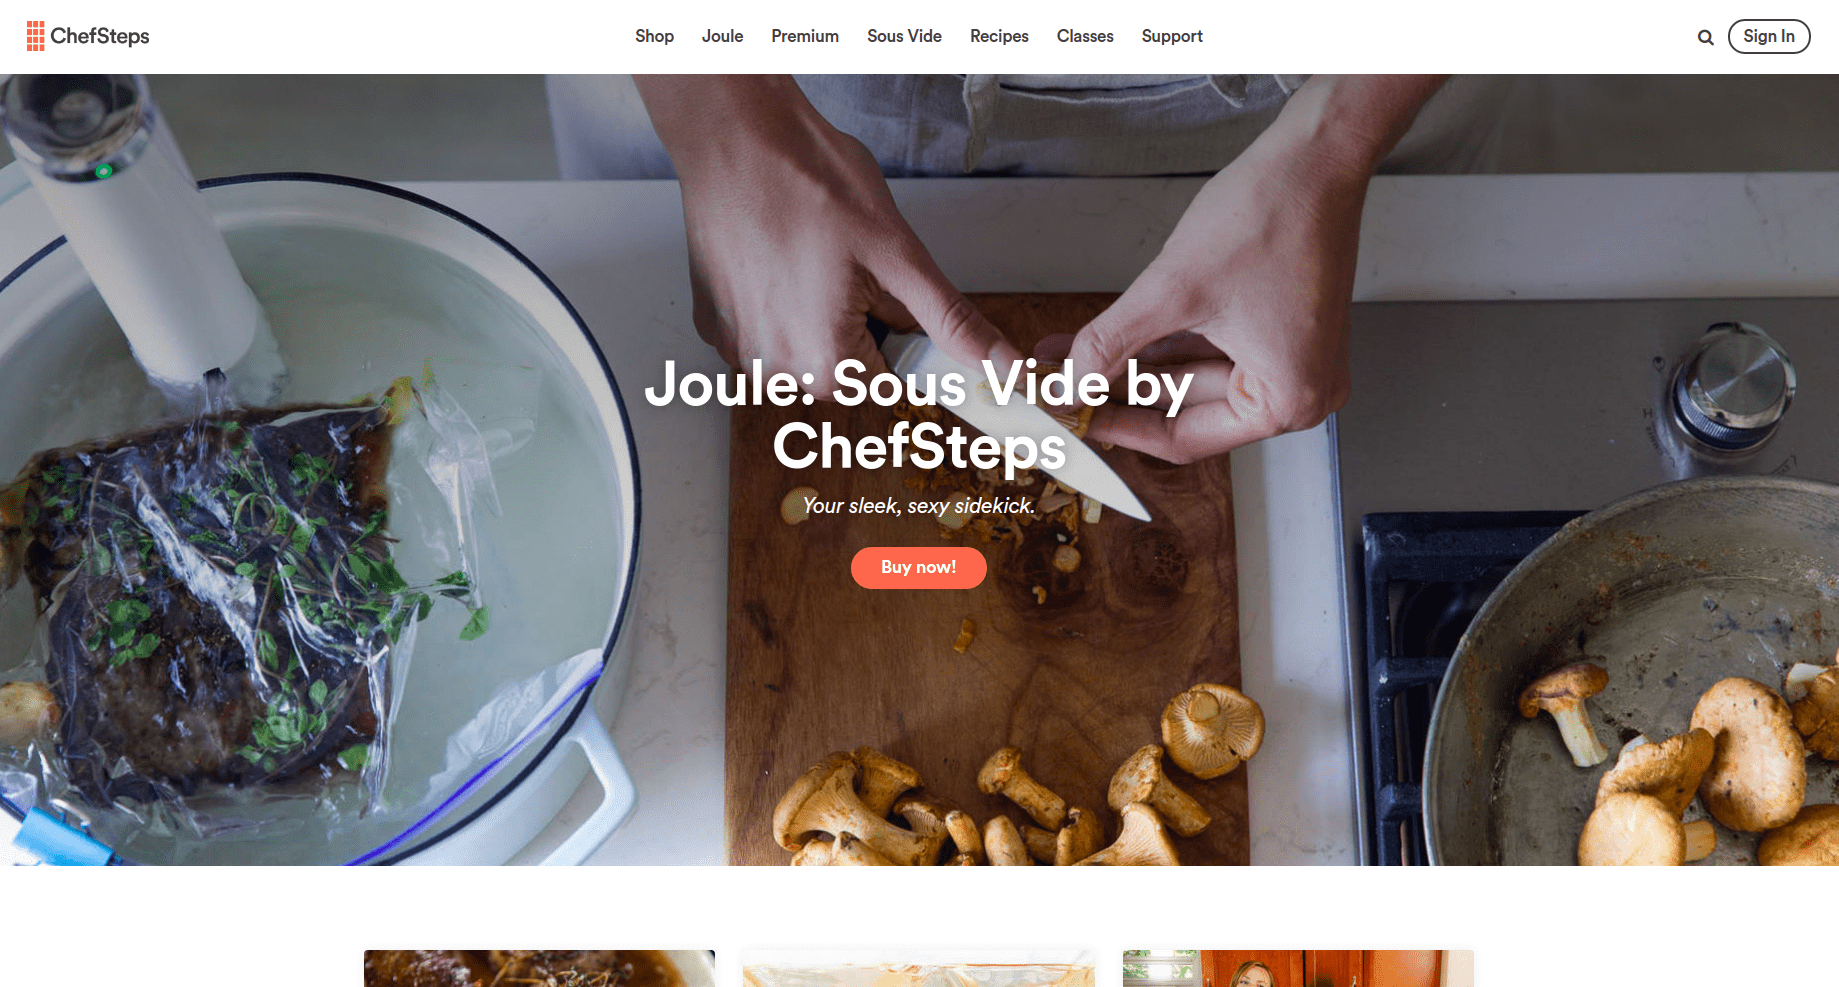 ChefSteps
Shop
Joule
Premium
Sous Vide
Recipes
Classes
Support
Sign In
Joule: Sous Vide by
ChefSteps
Your sleek, sexy sidekick.
Buy now!